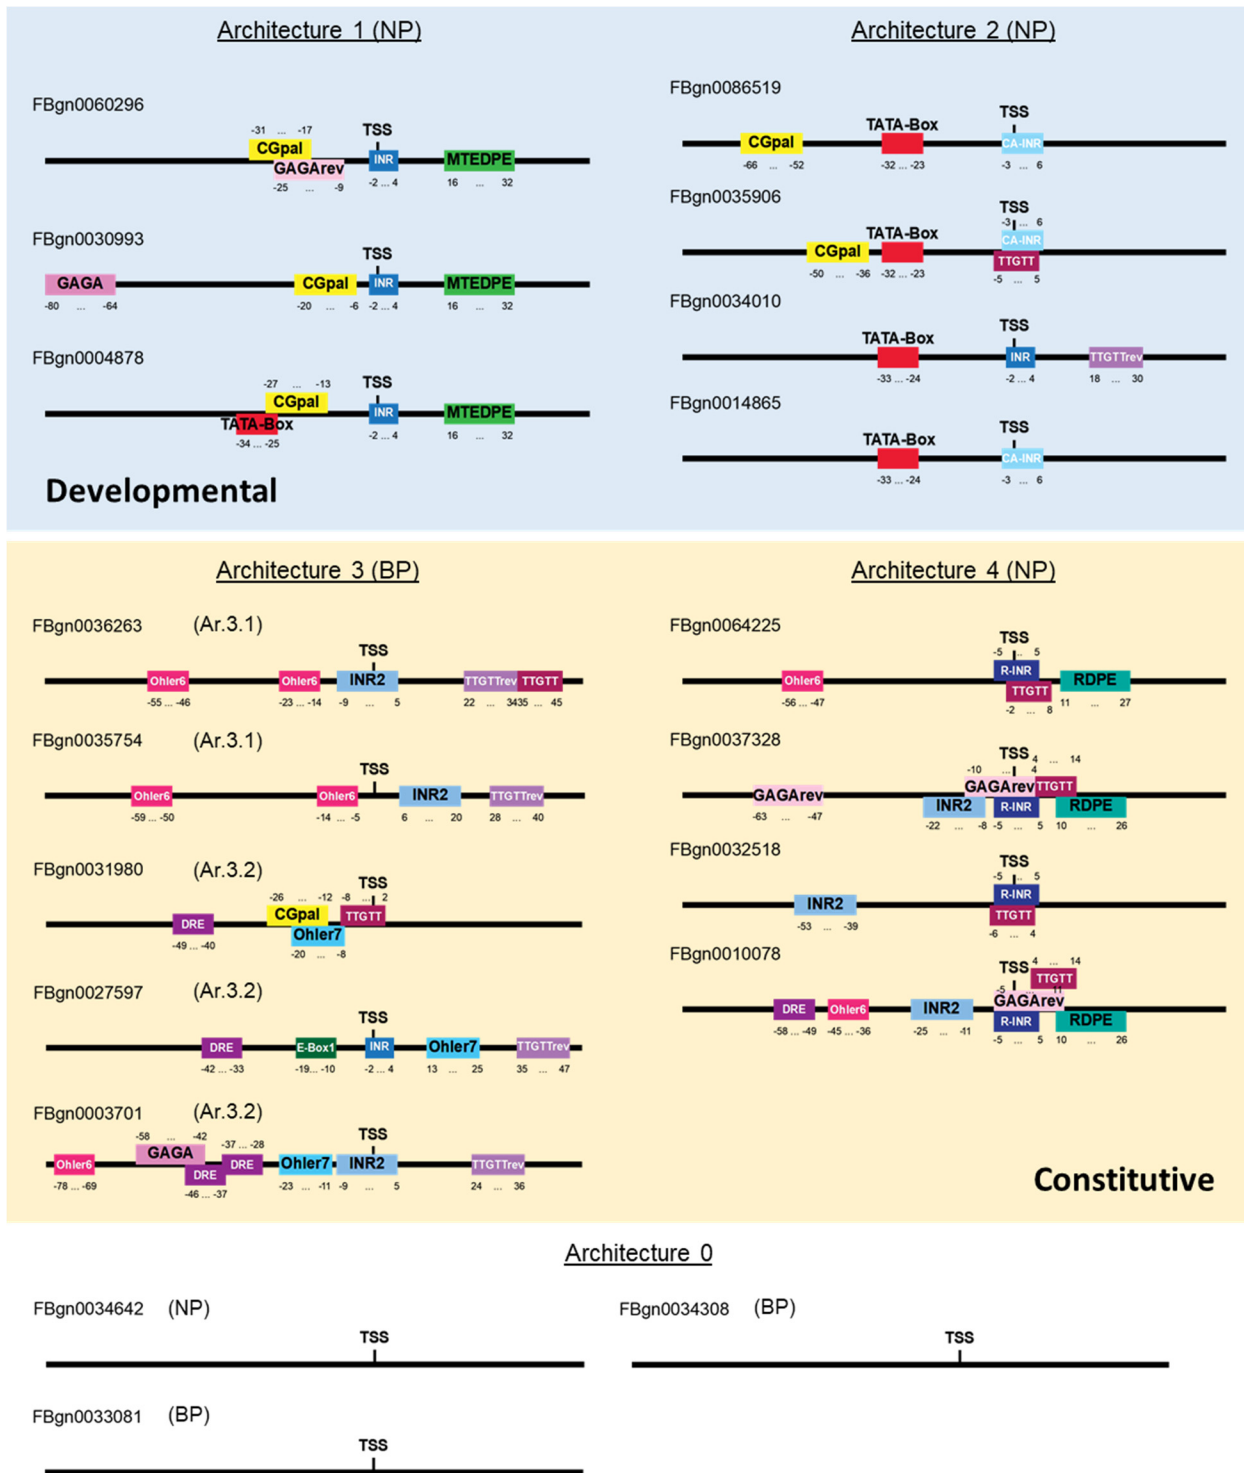 Architecture 1 (NP)
FBgn0060296
-31 ... -17
CGpal
TSS
INR
MTEDPE
GAGArev
-25 ... -9
-2 ... 4
16 ... 32
FBgn0030993
TSS
GAGA
CGpal
INR
MTEDPE
-80 ... -64
-20 ... -6
-2 ... 4
16 ... 32
FBgn0004878
-27 ... -13
TSS
CGpal
INR
MTEDPE
TATA-Box
-34 ... -25
-2 ... 4
16 ... 32
Developmental
Architecture 2 (NP)
FBgn0086519
TSS
TATA-Box
CGpal
CA-INR
-66 ... -52
-32 ... -23
-3 ... 6
FBgn0035906
TSS
-3 ... 6
TATA-Box
CA-INR
CGpal
TTGTT
-50 ... -36
-32 ... -23
-5 ... 5
FBgn0034010
TSS
TATA-Box
INR
TTGTTrev
-33 ... -24
-2 ... 4
18 ... 30
FBgn0014865
TSS
TATA-Box
CA-INR
-33 ... -24
-3 ... 6
Architecture 3 (BP)
FBgn0036263 (Ar.3.1)
TSS
Ohler6
Ohler6
INR2
TTGTTrev
TTGTT
-55 ... -46
-23 ... -14
-9 ... 5
22 ... 34
35 ... 45
FBgn0035754 (Ar.3.1)
TSS
Ohler6
Ohler6
INR2
TTGTTrev
-59 ... -50
-14 ... -5
6 ... 20
28 ... 40
FBgn0031980 (Ar.3.2)
TSS
-26 ... -12
-8 ... 2
CGpal
TTGTT
DRE
Ohler7
-49 ... -40
-20 ... -8
FBgn0027597 (Ar.3.2)
TSS
DRE
E-Box1
INR
Ohler7
TTGTTrev
-42 ... -33
-19 ... -10
-2 ... 4
13 ... 25
35 ... 47
FBgn0003701 (Ar.3.2)
-58 ... -42
-37 ... -28
TSS
GAGA
Ohler6
DRE
Ohler7
INR2
TTGTTrev
DRE
-78 ... -69
-46 ... -37
-23 ... -11
-9 ... 5
24 ... 36
Architecture 4 (NP)
FBgn0064225
TSS
-5 .. 5
R-INR
Ohler6
TTGTT
RDPE
-56 ... -47
-2 ... 8
11 ... 27
FBgn0037328
TSS
-10 ... 4
4 ... 14
GAGArev
GAGArev
TTGTT
INR2
R-INR
RDPE
-63 ... -47
-22 ... -8
-5 ... 5
10 ... 26
FBgn0032518
TSS
-5 .. 5
R-INR
INR2
TTGTT
-53 ... -39
-6 ... 4
FBgn0010078
TSS
4 ... 14
TTGTT
-5 ... 11
GAGArev
DRE
Ohler6
INR2
R-INR
RDPE
-58 ... -49
-45 ... -36
-25 ... -11
-5 ... 5
10 ... 26
Constitutive
Architecture 0
FBgn0034642 (NP)
TSS
FBgn0034308 (BP)
TSS
FBgn0033081 (BP)
TSS